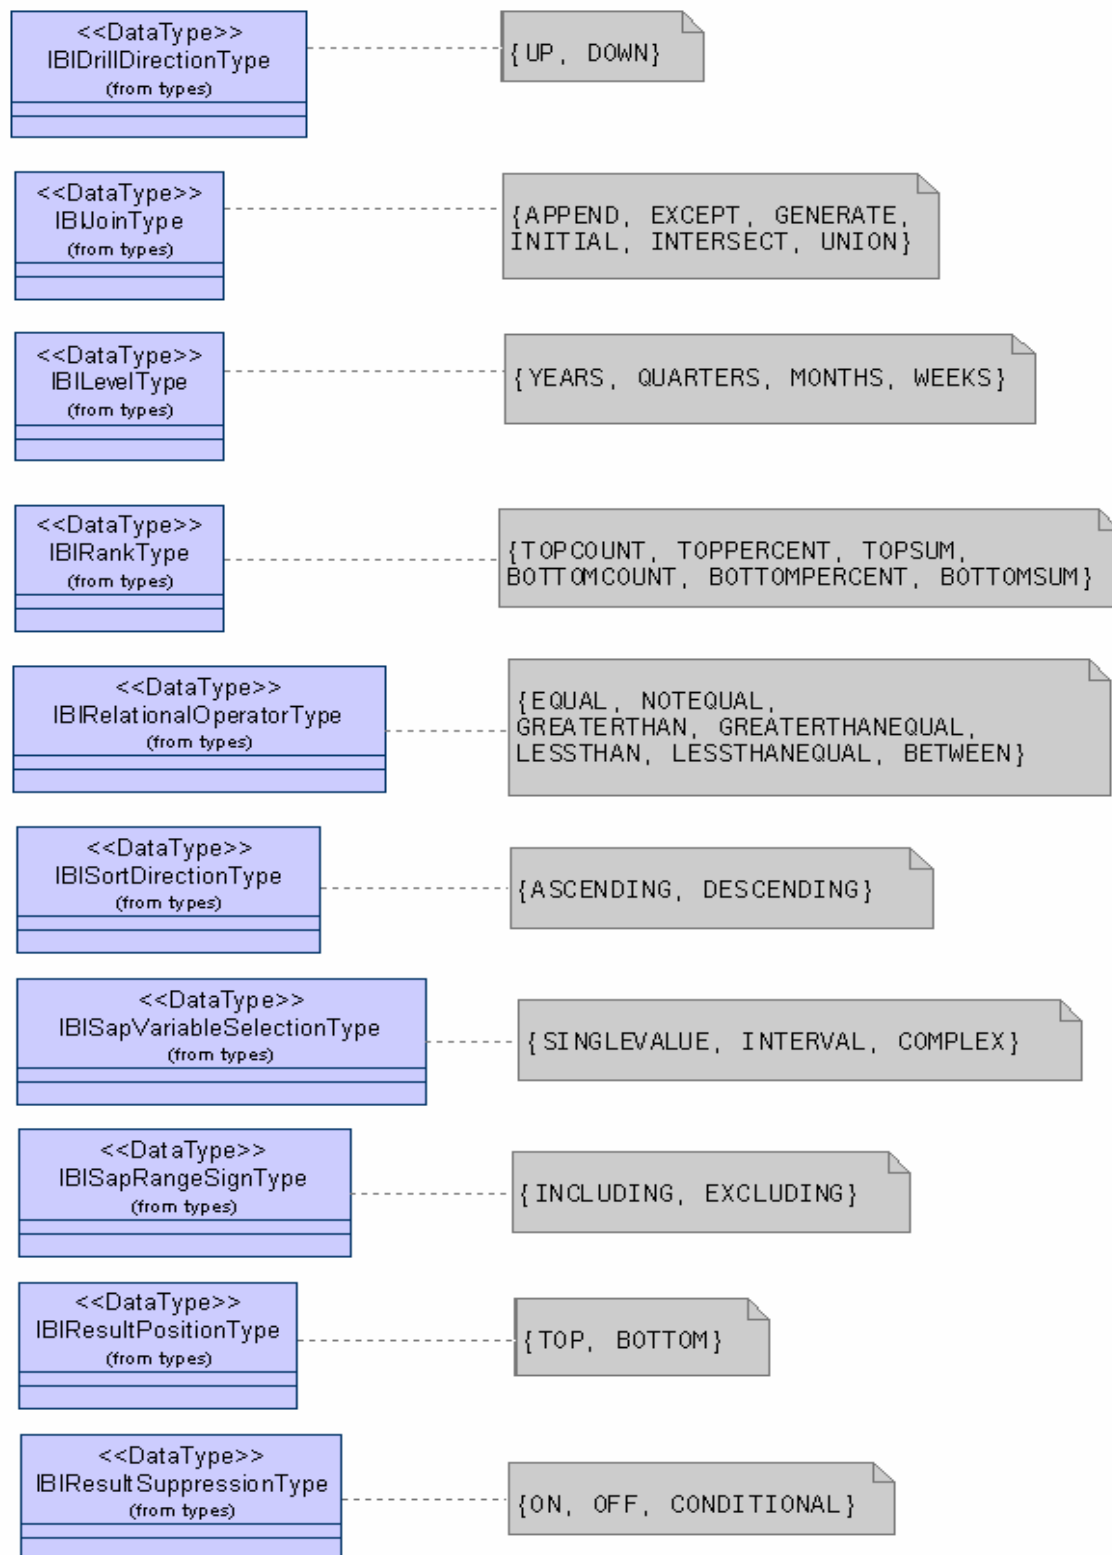 <<DataType>>
IBIDrillDirectionType
(from types)
{UP, DOWN}
<<DataType>>
IBIJoinType
(from types)
{APPEND, EXCEPT, GENERATE,
INITIAL, INTERSECT, UNION}
<<DataType>>
IBILevelType
(from types)
{YEARS, QUARTERS, MONTHS, WEEKS}
<<DataType>>
IBIRankType
(from types)
{TOPCOUNT, TOPPERCENT, TOPSUM,
BOTTOMCOUNT, BOTTOMPERCENT, BOTTOMSUM}
<<DataType>>
IBIRelationalOperatorType
(from types)
{EQUAL, NOTEQUAL,
GREATERTHAN, GREATERTHANEQUAL,
LESSTHAN, LESSTHANEQUAL, BETWEEN}
<<DataType>>
IBISortDirectionType
(from types)
{ASCENDING, DESCENDING}
<<DataType>>
IBISapVariableSelectionType
(from types)
{SINGLEVALUE, INTERVAL, COMPLEX}
<<DataType>>
IBISapRangeSignType
(from types)
{INCLUDING, EXCLUDING}
<<DataType>>
IBIResultPositionType
(from types)
{TOP, BOTTOM}
<<DataType>>
IBIResultSuppressionType
(from types)
{ON, OFF, CONDITIONAL}